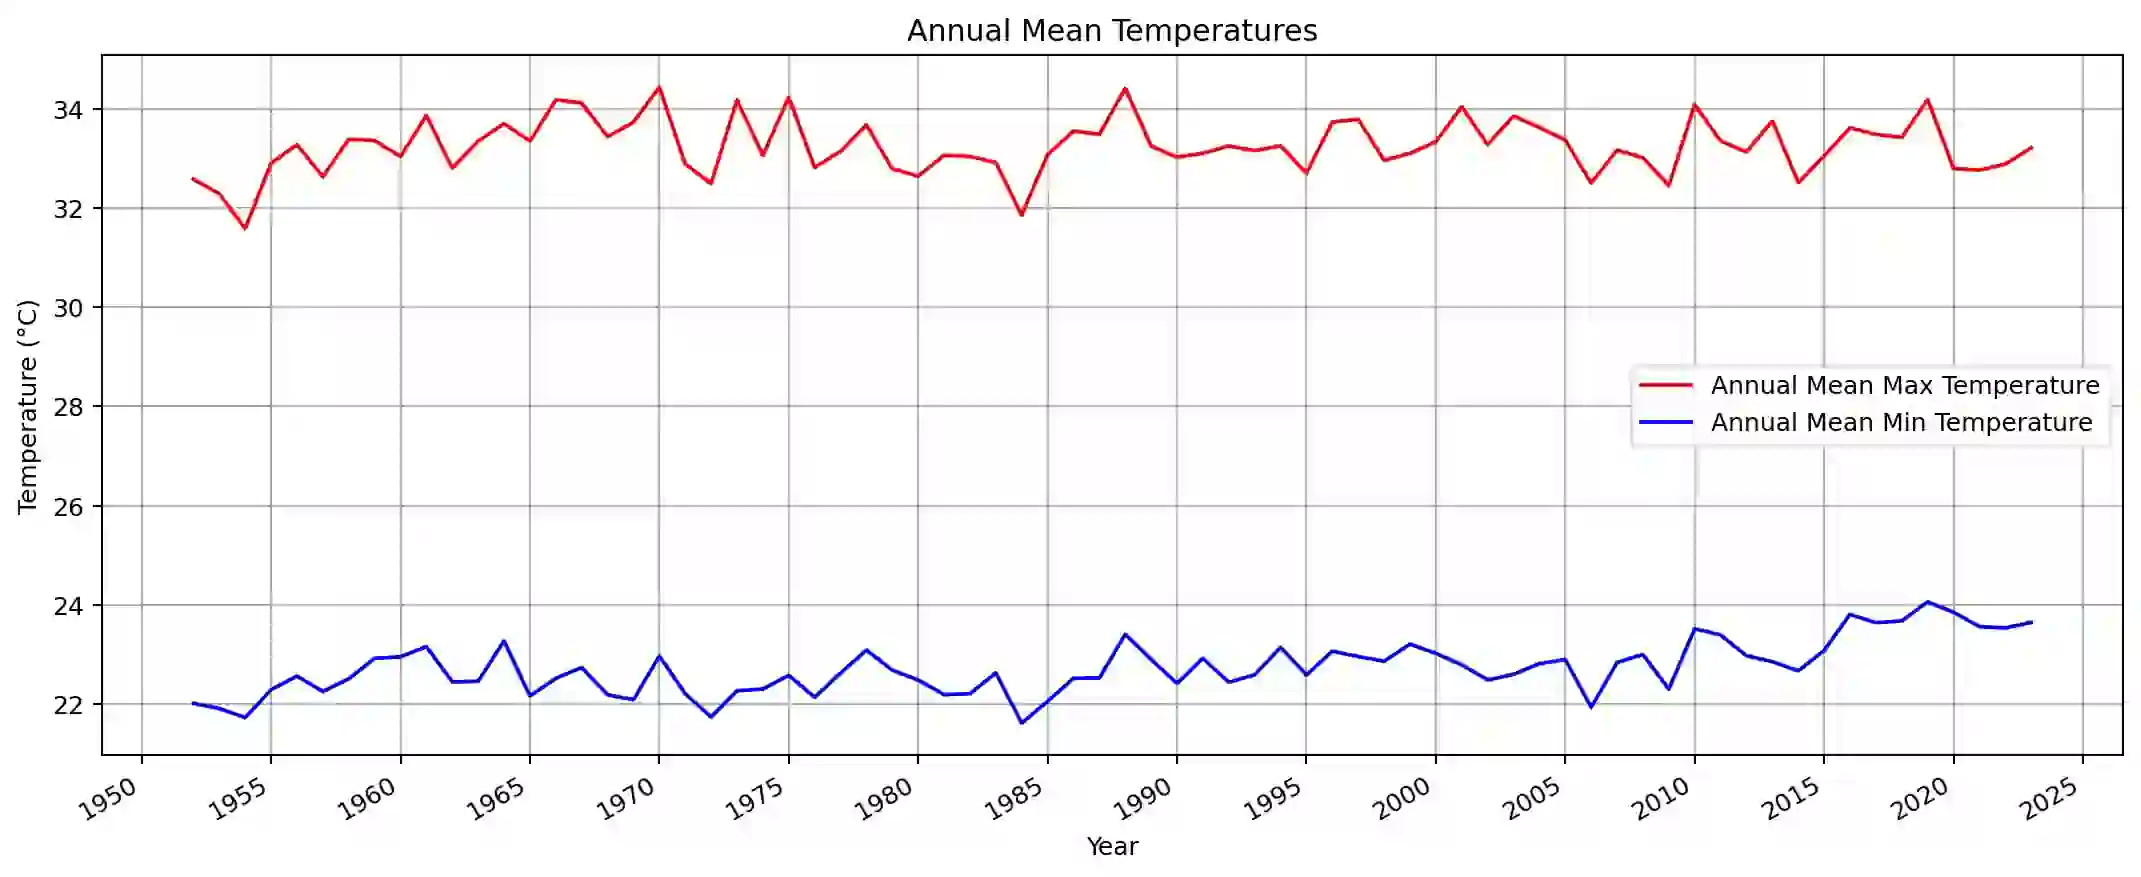 Annual Mean Temperatures
Temperature (°C)
34
32
30
28
26
24
22
Annual Mean Max Temperature
Annual Mean Min Temperature
1950 1955 1960 1965 1970 1975 1980 1985 1990 1995 2000 2005 2010 2015 2020 2025
Year